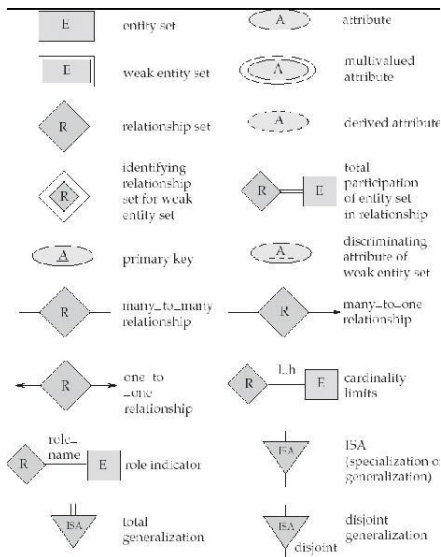 E entity set A attribute
E weak entity set A multivalued
attribute
R relationship set A derived attribute
R identifying
relationship
set for weak
entity set
R E total
participation
of entity set
in relationship
A primary key
A discriminating
attribute of
weak entity set
R many_to_many
relationship
R many_to_one
relationship
R one_to
_one
relationship
l..h
R E cardinality
limits
role_
name
R E role indicator
ISA ISA
(specialization o
generalization)
ISA total
generalization
ISA disjoint
generalization
disjoint